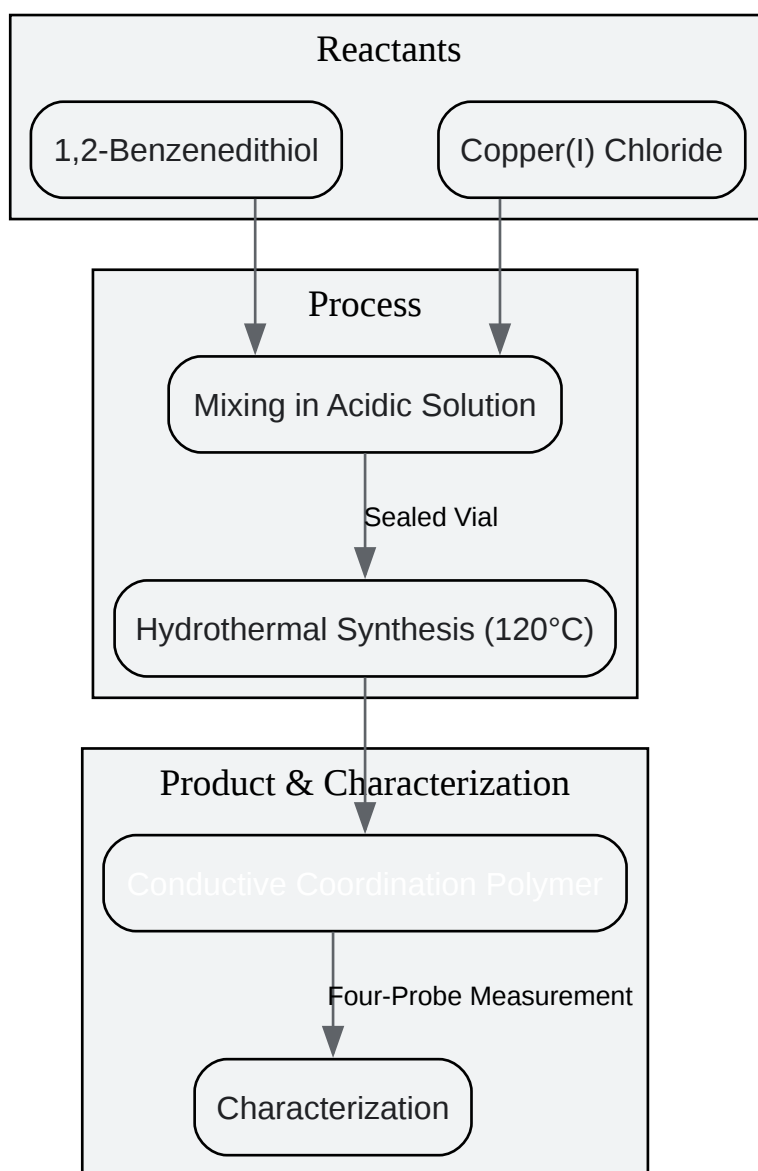 Reactants
1,2-Benzenedithiol
Copper(I) Chloride
Process
Mixing in Acidic Solution
Sealed Vial
Hydrothermal Synthesis (120°C)
Product & Characterization
Conductive Coordination Polymer
Four-Probe Measurement
Characterization